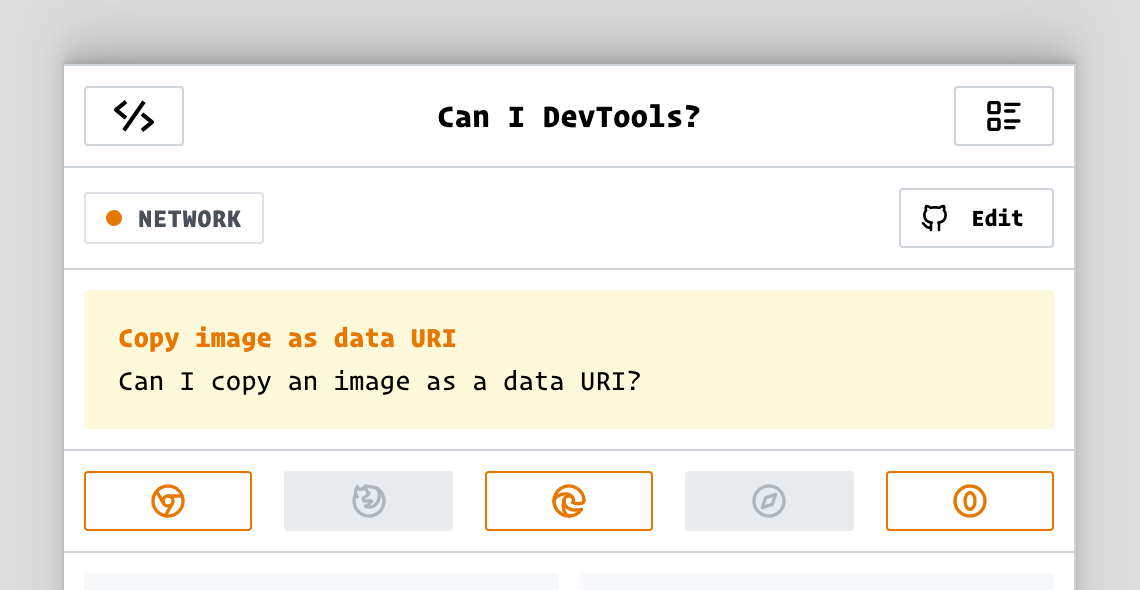 Can I DevTools?
NETWORK
Edit
Copy image as data URI
Can I copy an image as a data URI?